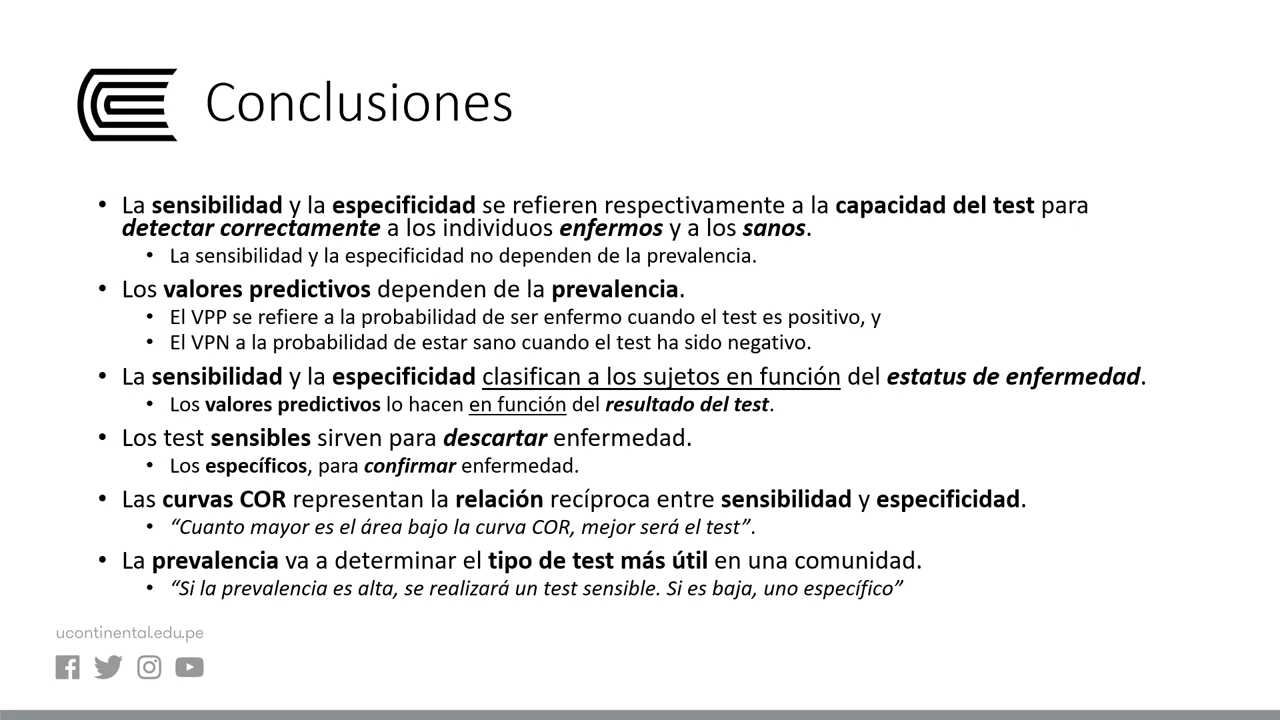 Conclusiones
• La sensibilidad y la especificidad se refieren respectivamente a la capacidad del test para
detectar correctamente a los individuos enfermos y a los sanos.
• La sensibilidad y la especificidad no dependen de la prevalencia.
• Los valores predictivos dependen de la prevalencia.
• El VPP se refiere a la probabilidad de ser enfermo cuando el test es positivo, y
• El VPN a la probabilidad de estar sano cuando el test ha sido negativo.
• La sensibilidad y la especificidad clasifican a los sujetos en función del estatus de enfermedad.
• Los valores predictivos lo hacen en función del resultado del test.
• Los test sensibles sirven para descartar enfermedad.
• Los específicos, para confirmar enfermedad.
• Las curvas COR representan la relación recíproca entre sensibilidad y especificidad.
• “Cuanto mayor es el área bajo la curva COR, mejor será el test”.
• La prevalencia va a determinar el tipo de test más útil en una comunidad.
• “Si la prevalencia es alta, se realizará un test sensible. Si es baja, uno específico”
ucontinental.edu.pe